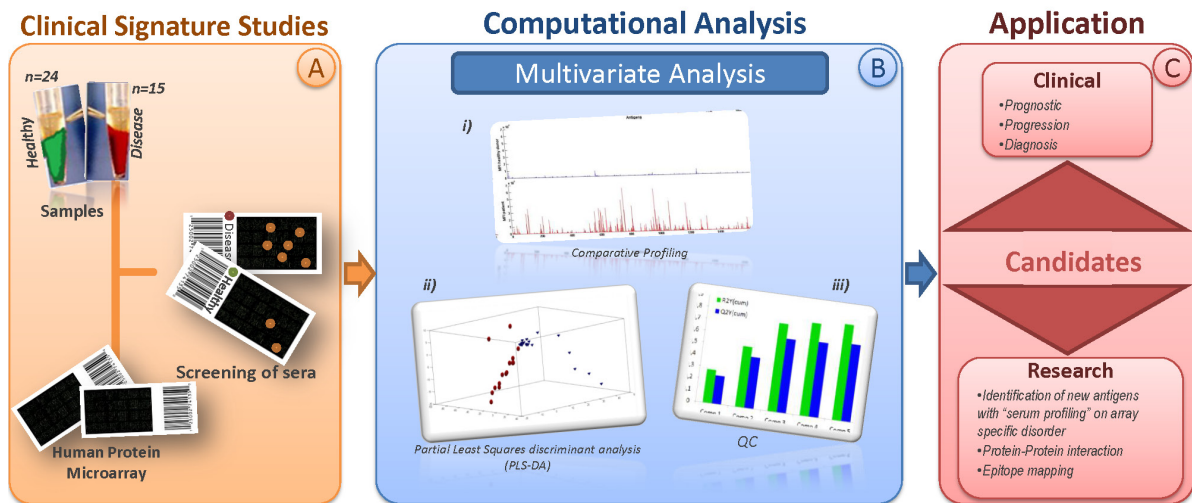 Clinical Signature Studies
Computational Analysis
Application
A
n=24
n=15
Healthy
Disease
Samples
Disease
Healthy
Screening of sera
Human Protein
Microarray
B
Multivariate Analysis
i)
Antigens
Comparative Profiling
ii)
Partial Least Squares discriminant analysis
(PLS-DA)
iii)
R2Y(cum)
Q2Y(cum)
QC
C
Clinical
•Prognostic
•Progression
•Diagnosis
Candidates
Research
•Identification of new antigens
with “serum profiling” on array
specific disorder
•Protein-Protein interaction
•Epitope mapping